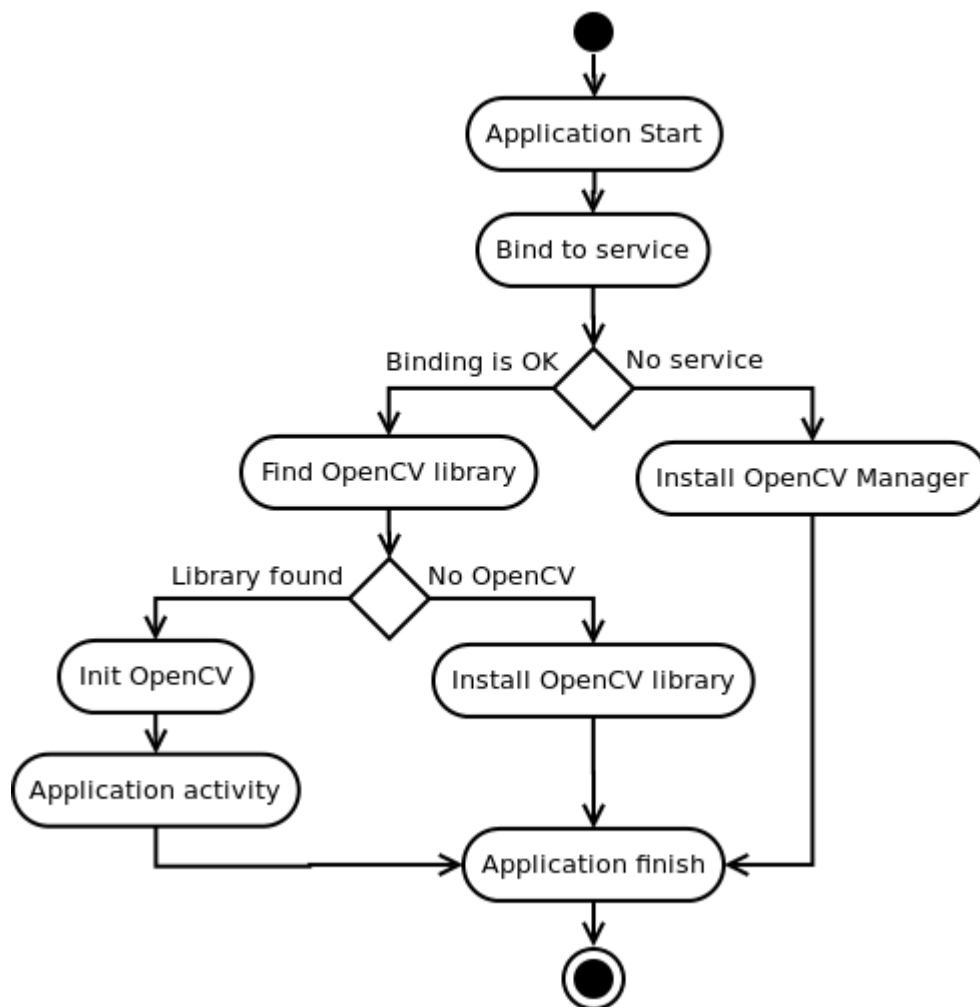 Application Start
Bind to service
Binding is OK
No service
Find OpenCV library
Install OpenCV Manager
Library found
No OpenCV
Init OpenCV
Install OpenCV library
Application activity
Application finish